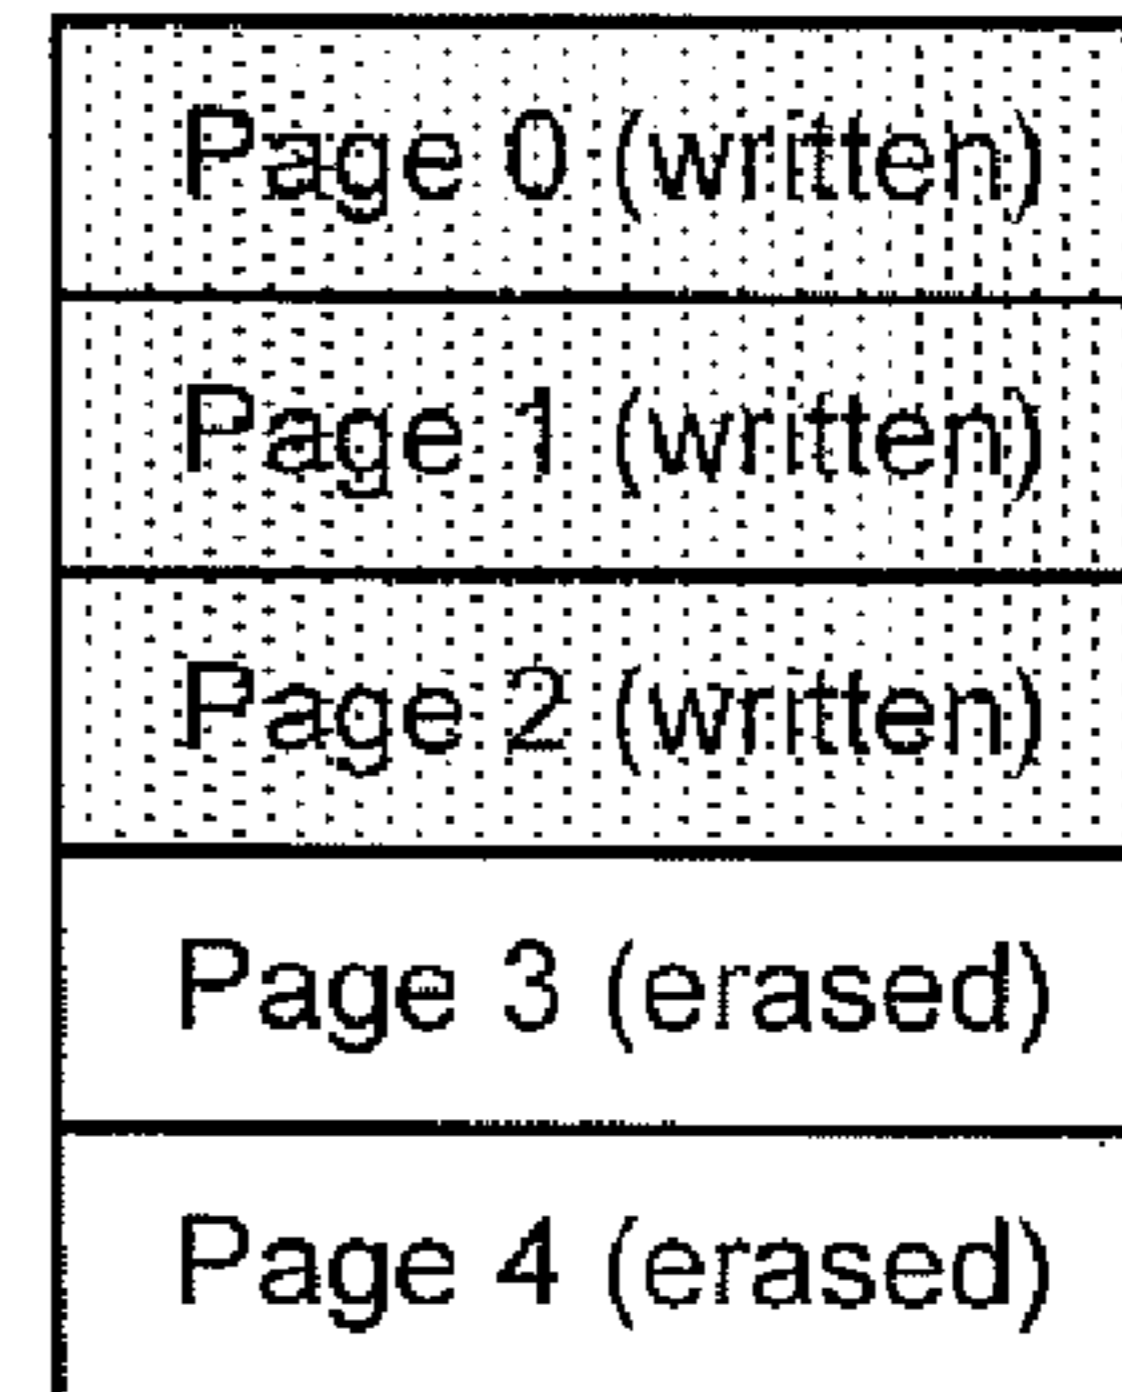 Page 0 (written)
Page 1 (written)
Page 2 (written)
Page 3 (erased)
Page 4 (erased)